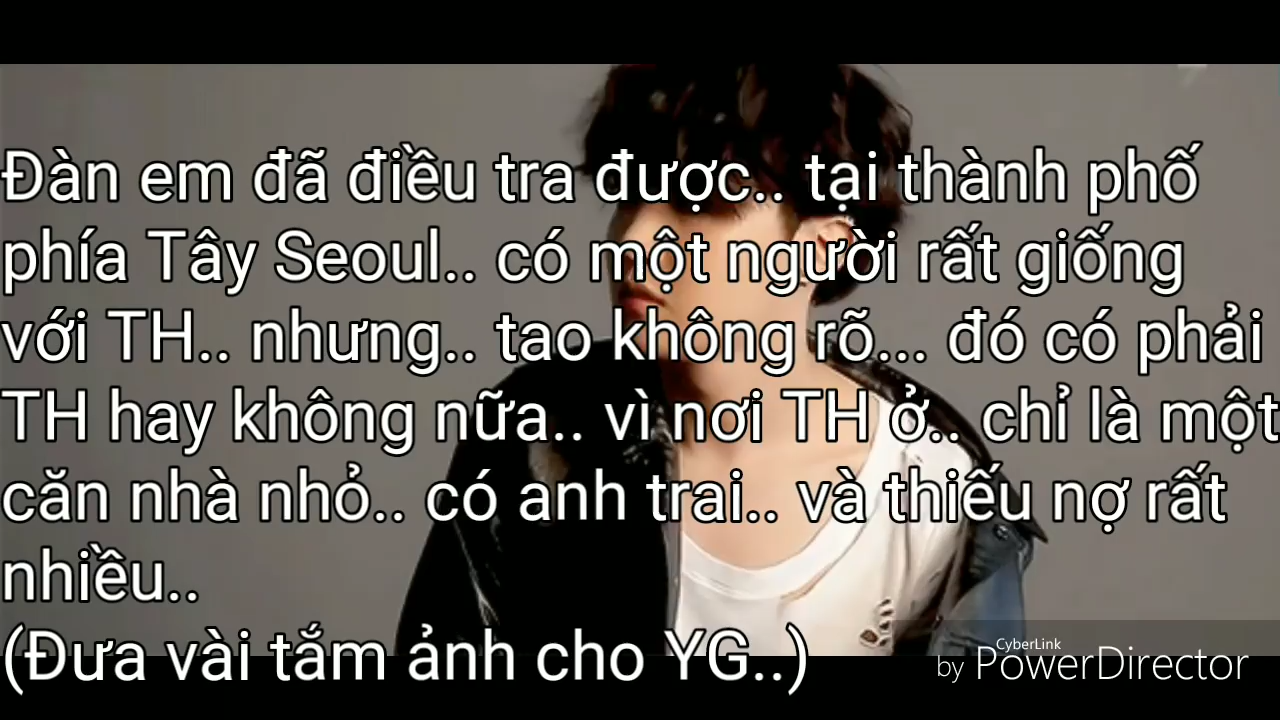 Đàn em đã điều tra được.. tại thành phố
phía Tây Seoul.. có một người rất giống
với TH.. nhưng.. tao không rõ... đó có phải
TH hay không nữa.. vì nơi TH ở.. chỉ là một
căn nhà nhỏ.. có anh trai.. và thiếu nợ rất
nhiều..
(Đưa vài tắm ảnh cho YG..)
CyberLink
by PowerDirector